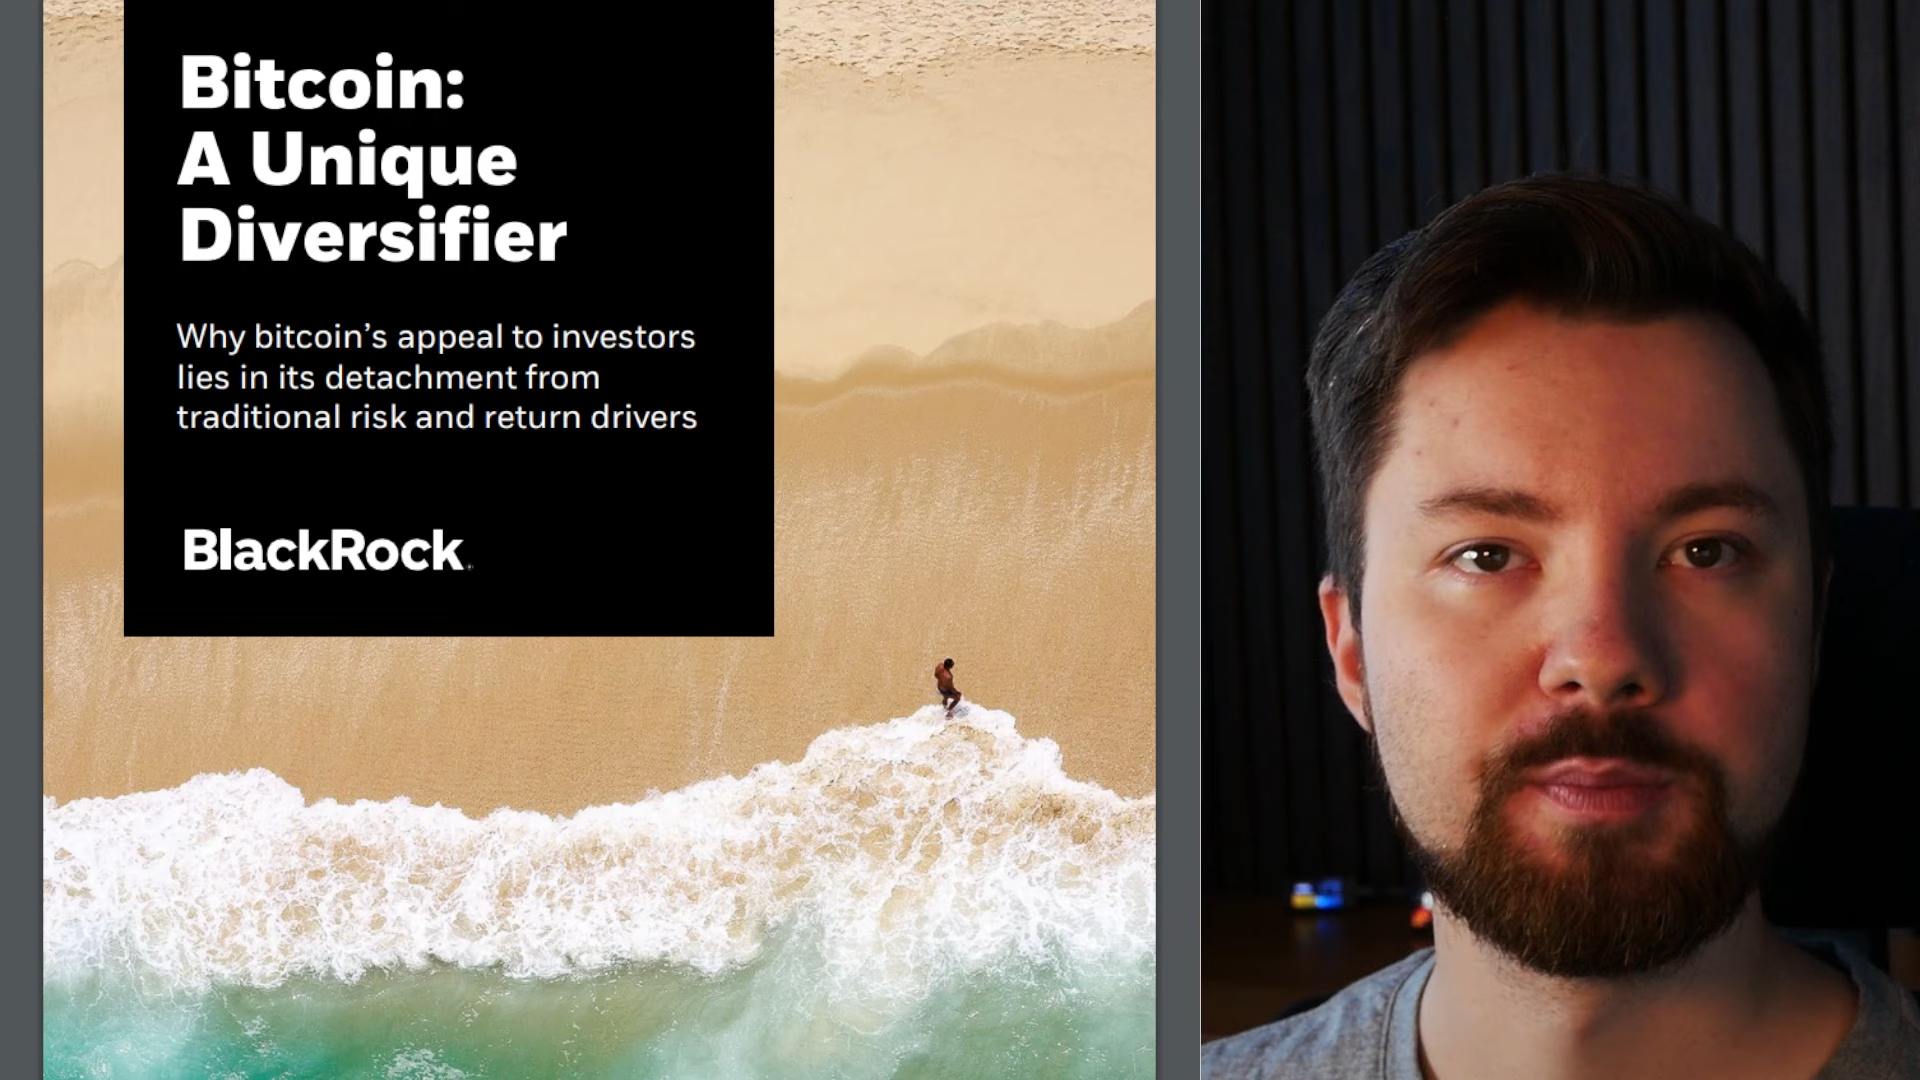 Bitcoin:
A Unique
Diversifier
Why bitcoin’s appeal to investors
lies in its detachment from
traditional risk and return drivers
BlackRock.